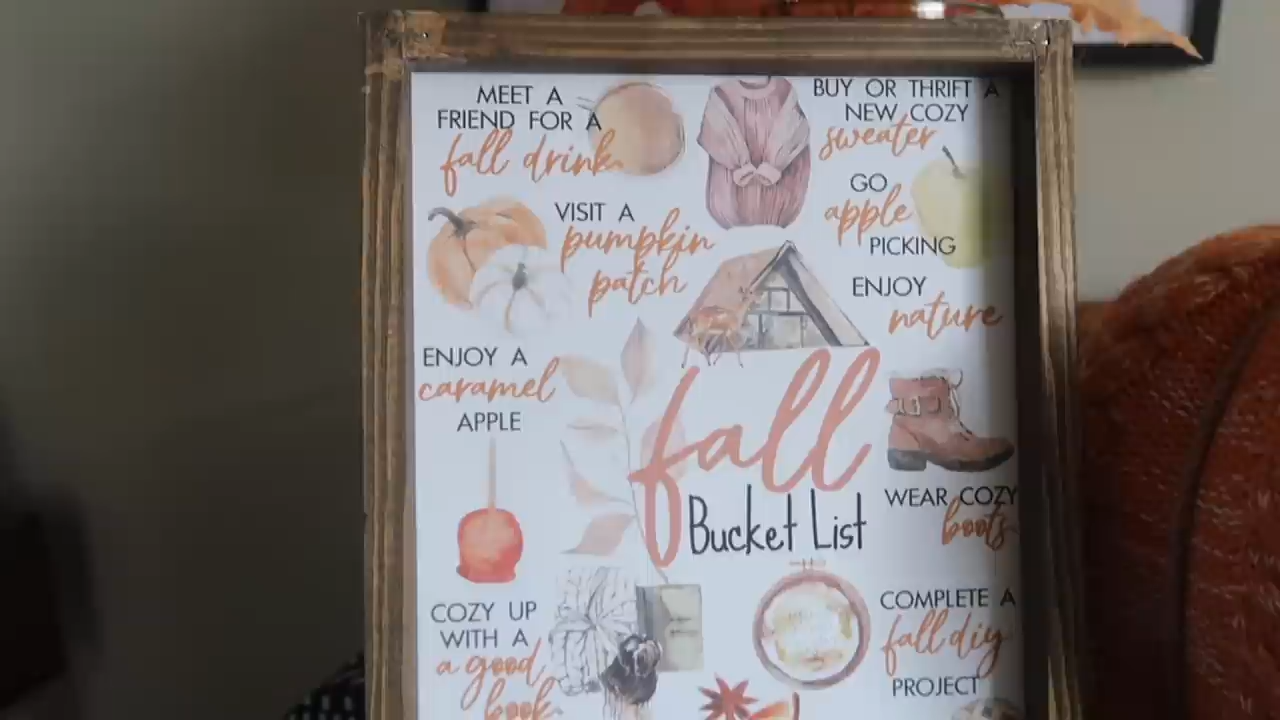 MEET A
FRIEND FOR A
fall drink
BUY OR THRIFT A
NEW COZY
sweater
VISIT A
pumpkin
patch
GO
apple
PICKING
ENJOY
nature
ENJOY A
caramel
APPLE
fall
BUCKET LIST
WEAR COZY
boots
COZY UP
WITH A
a good
book
COMPLETE A
fall diy
PROJECT